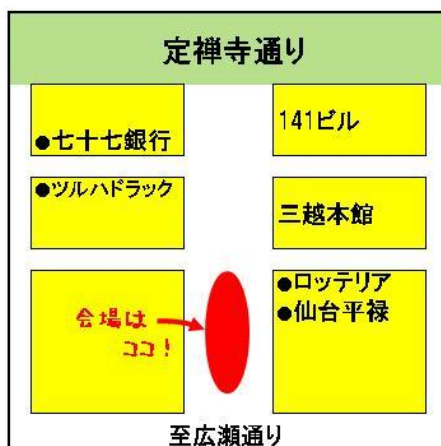 定禅寺通り
●七十七銀行
141ビル
●ツルハドラック
三越本館
●ロッテリア
●仙台平禄
会場は
ココ!
至広瀬通り